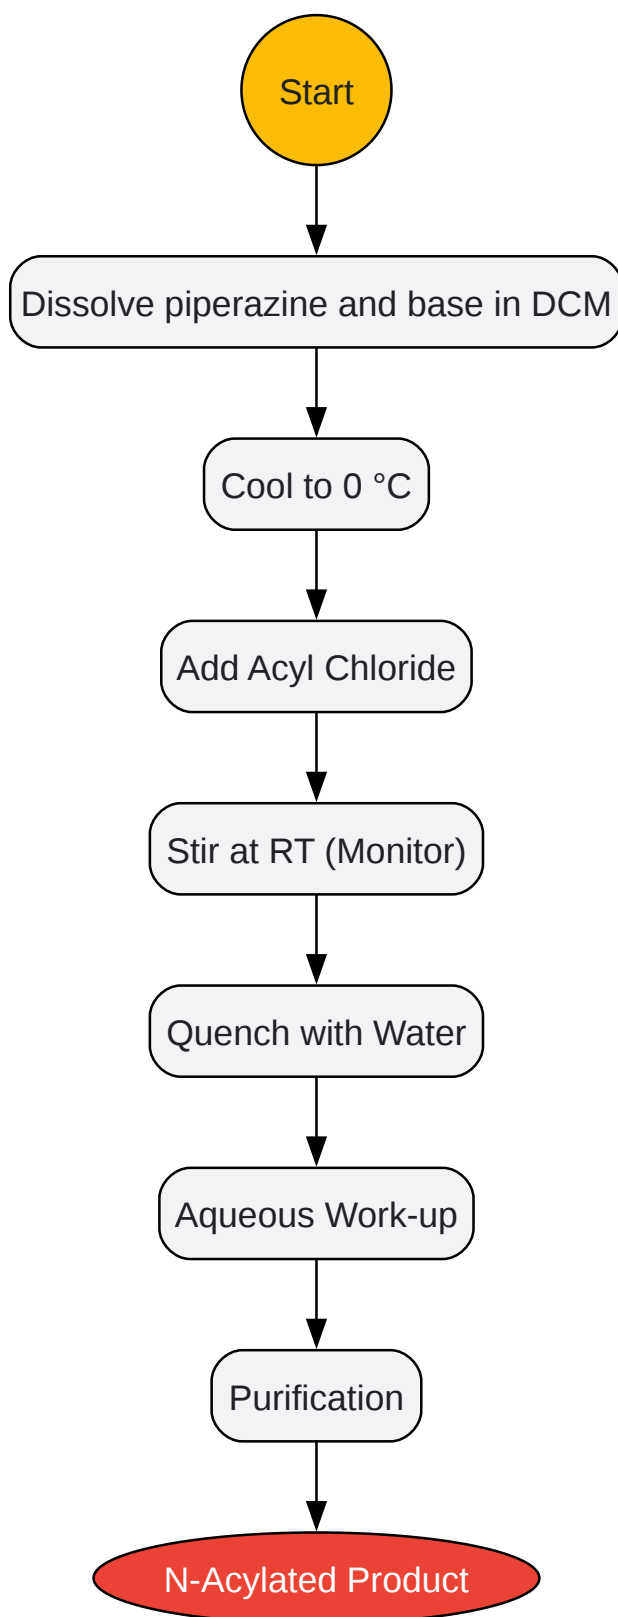 Start
Dissolve piperazine and base in DCM
Cool to 0 °C
Add Acyl Chloride
Stir at RT (Monitor)
Quench with Water
Aqueous Work-up
Purification
N-Acylated Product